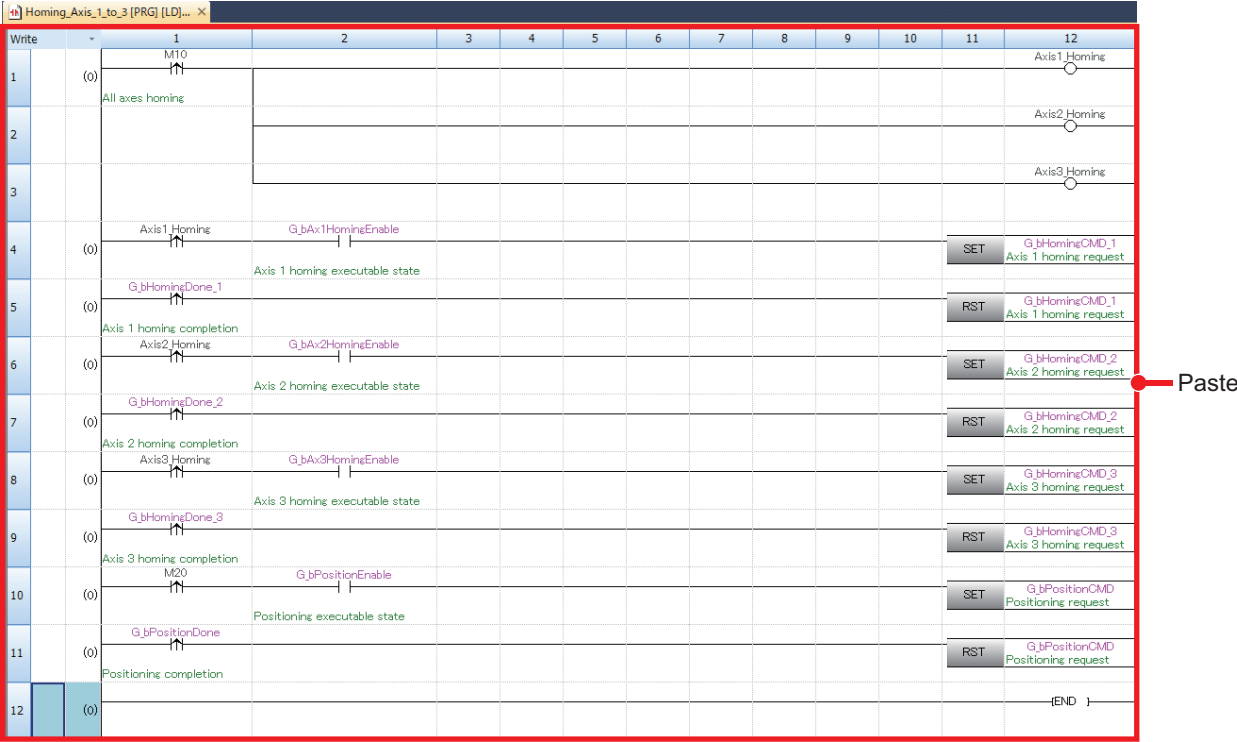 Homing_Axis_1_to_3 [PRG] [LD]... ×
Write 1 2 3 4 5 6 7 8 9 10 11 12
M10 Axis1_Homing
1 (0)
All axes homing
Axis2_Homing
2
Axis3_Homing
3
Axis1_Homing G_bAx1HomingEnable
4 (0) SET G_bHomingCMD_1
Axis 1 homing executable state Axis 1 homing request
G_bHomingDone_1
5 (0) RST G_bHomingCMD_1
Axis 1 homing completion Axis 1 homing request
Axis2_Homing G_bAx2HomingEnable
6 (0) SET G_bHomingCMD_2
Axis 2 homing executable state Axis 2 homing request
Paste
G_bHomingDone_2
7 (0) RST G_bHomingCMD_2
Axis 2 homing completion Axis 2 homing request
Axis3_Homing G_bAx3HomingEnable
8 (0) SET G_bHomingCMD_3
Axis 3 homing executable state Axis 3 homing request
G_bHomingDone_3
9 (0) RST G_bHomingCMD_3
Axis 3 homing completion Axis 3 homing request
M20 G_bPositionEnable
10 (0) SET G_bPositionCMD
Positioning executable state Positioning request
G_bPositionDone
11 (0) RST G_bPositionCMD
Positioning completion Positioning request
12 (0) [END ]